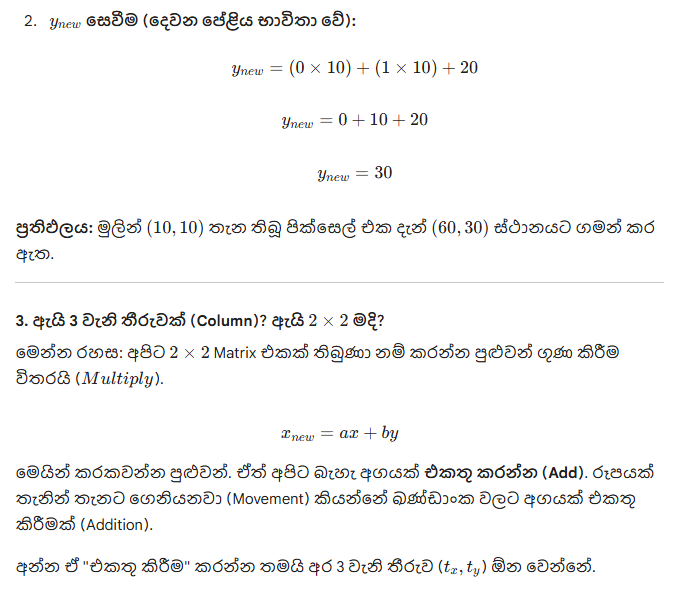 2. y_new සෙවීම (දෙවන පේළිය භාවිතා වේ):
y_new = (0 × 10) + (1 × 10) + 20
y_new = 0 + 10 + 20
y_new = 30
ප්‍රතිඵලය: මුලින් (10, 10) තැන තිබූ පික්සෙල් එක දැන් (60, 30) ස්ථානයට ගමන් කර
ඇත.
3. ඇයි 3 වැනි තීරුවක් (Column)? ඇයි 2 × 2 මදි?
මෙන්න රහස: අපිට 2 × 2 Matrix එකක් තිබුණා නම් කරන්න පුළුවන් ගුණ කිරීම
විතරයි (Multiply).
x_new = ax + by
මෙයින් කරකවන්න පුළුවන්. ඒත් අපිට බැහැ අගයක් එකතු කරන්න (Add). රූපයක්
තැනින් තැනට ගෙනියනවා (Movement) කියන්නේ ඛණ්ඩාංක වලට අගයක් එකතු
කිරීමක් (Addition).
අන්න ඒ "එකතු කිරීම" කරන්න තමයි අර 3 වැනි තීරුව (t_x, t_y) ඕන වෙන්නේ.